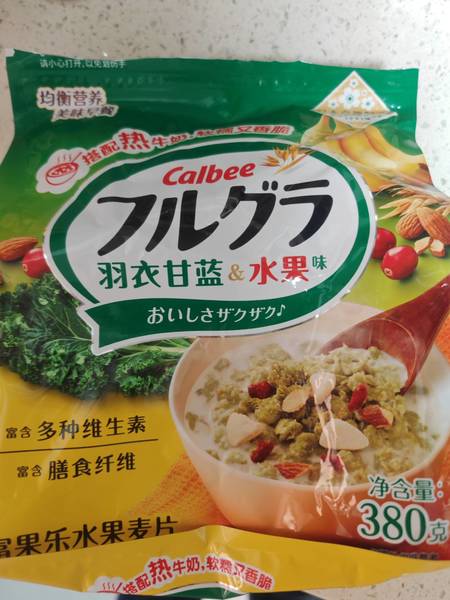 请小心打开,以免划伤手
均衡营养
美味早餐
搭配热牛奶,软糯又香脆
Calbee
フルグラ
羽衣甘蓝&水果味
おいしさザクザク♪
富含多种维生素
富含膳食纤维
净含量:
380克
富果乐水果麦片
搭配热牛奶,软糯又香脆